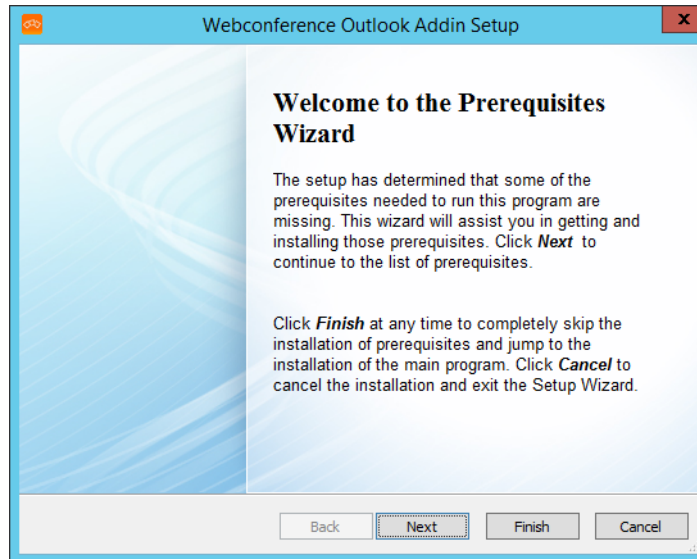 Webconference Outlook Addin Setup
x
Welcome to the Prerequisites
Wizard
The setup has determined that some of the
prerequisites needed to run this program are
missing. This wizard will assist you in getting and
installing those prerequisites. Click Next to
continue to the list of prerequisites.
Click Finish at any time to completely skip the
installation of prerequisites and jump to the
installation of the main program. Click Cancel to
cancel the installation and exit the Setup Wizard.
Back Next Finish Cancel